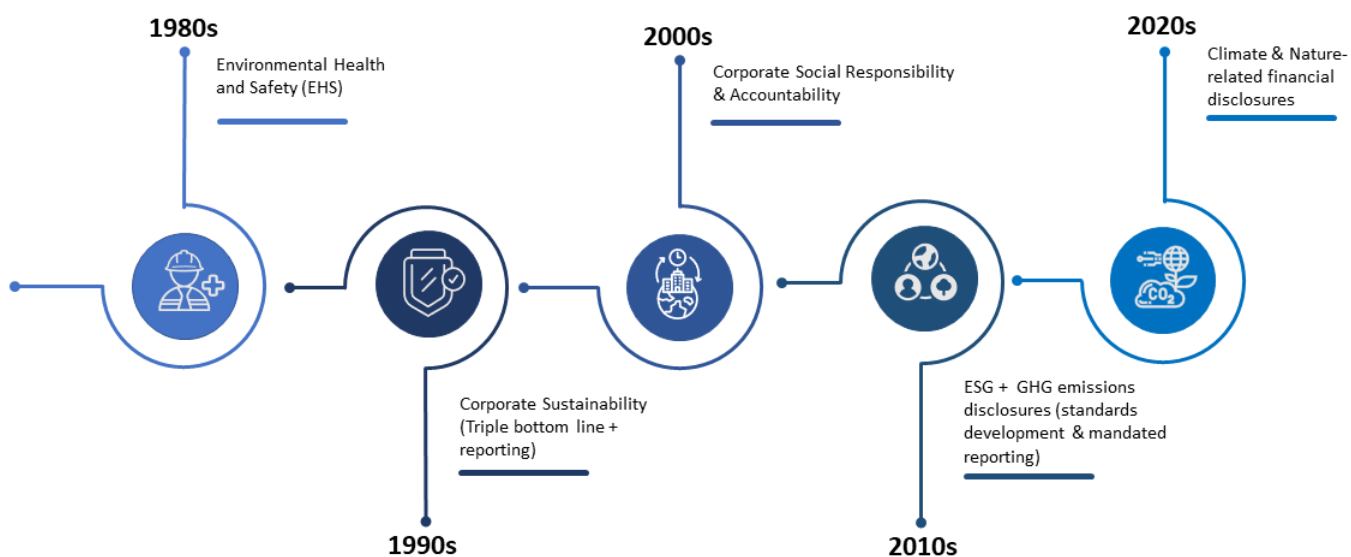 1980s
Environmental Health
and Safety (EHS)
1990s
Corporate Sustainability
(Triple bottom line +
reporting)
2000s
Corporate Social Responsibility
& Accountability
2010s
ESG + GHG emissions
disclosures (standards
development & mandated
reporting)
2020s
Climate & Nature-
related financial
disclosures
CO2